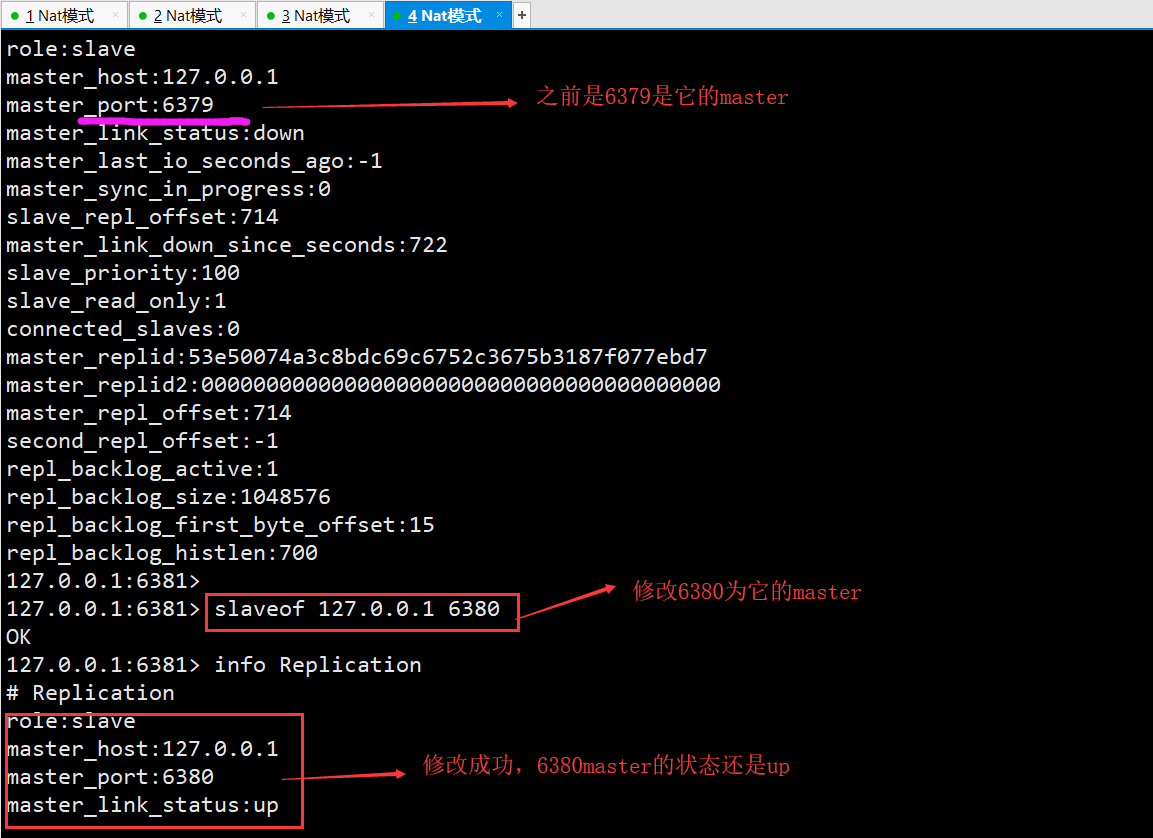 1 Nat模式 × 2 Nat模式 × 3 Nat模式 × 4 Nat模式 × +
role:slave
master_host:127.0.0.1
master_port:6379
之前是6379是它的master
master_link_status:down
master_last_io_seconds_ago:-1
master_sync_in_progress:0
slave_repl_offset:714
master_link_down_since_seconds:722
slave_priority:100
slave_read_only:1
connected_slaves:0
master_replid:53e50074a3c8bdc69c6752c3675b3187f077ebd7
master_replid2:0000000000000000000000000000000000000000
master_repl_offset:714
second_repl_offset:-1
repl_backlog_active:1
repl_backlog_size:1048576
repl_backlog_first_byte_offset:15
repl_backlog_histlen:700
127.0.0.1:6381>
127.0.0.1:6381> slaveof 127.0.0.1 6380
修改6380为它的master
OK
127.0.0.1:6381> info Replication
# Replication
role:slave
master_host:127.0.0.1
master_port:6380
修改成功，6380master的状态还是up
master_link_status:up